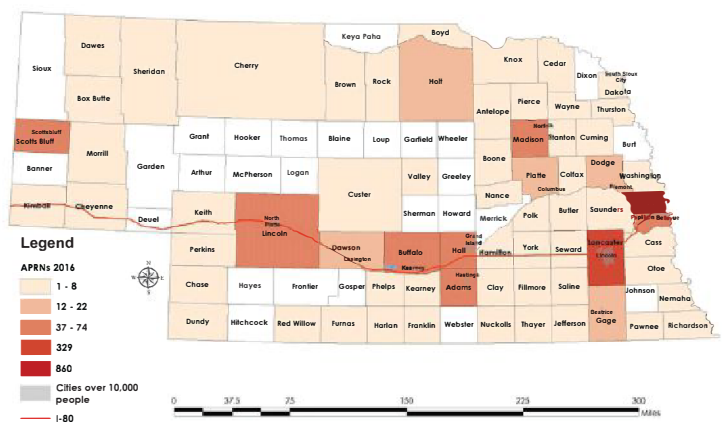 Keya Paha
Boyd
Dawes
Sioux
Sheridan
Cherry
Knox
Cedar
Dixon
South Sioux
City
Dakota
Brown
Rock
Holt
Box Butte
Antelope
Pierce
Wayne
Thurston
Scottsbluff
Scotts Bluff
Morrill
Grant
Hooker
Thomas
Blaine
Loup
Garfield
Wheeler
Madison
Stanton
Cuming
Burt
Banner
Garden
Arthur
McPherson
Logan
Custer
Valley
Greeley
Boone
Platte
Columbus
Colfax
Dodge
Washington
Nance
Kimball
Cheyenne
Deuel
Keith
North
Platte
Lincoln
Sherman
Howard
Merrick
Polk
Butler
Saunders
Papillion
Bellevue
Perkins
Dawson
Lexington
Buffalo
Kearney
Grand
Island
Hall
Hamilton
York
Seward
Lancaster
Lincoln
Cass
Otoe
Chase
Hayes
Frontier
Gosper
Phelps
Kearney
Hastings
Adams
Clay
Fillmore
Saline
Johnson
Nemaha
Beatrice
Gage
Dundy
Hitchcock
Red Willow
Furnas
Harlan
Franklin
Webster
Nuckolls
Thayer
Jefferson
Pawnee
Richardson
Legend
APRNs 2016
1 - 8
12 - 22
37 - 74
329
860
Cities over 10,000
people
I-80
N
W
E
S
0 37.5 75 150 225 300
Miles